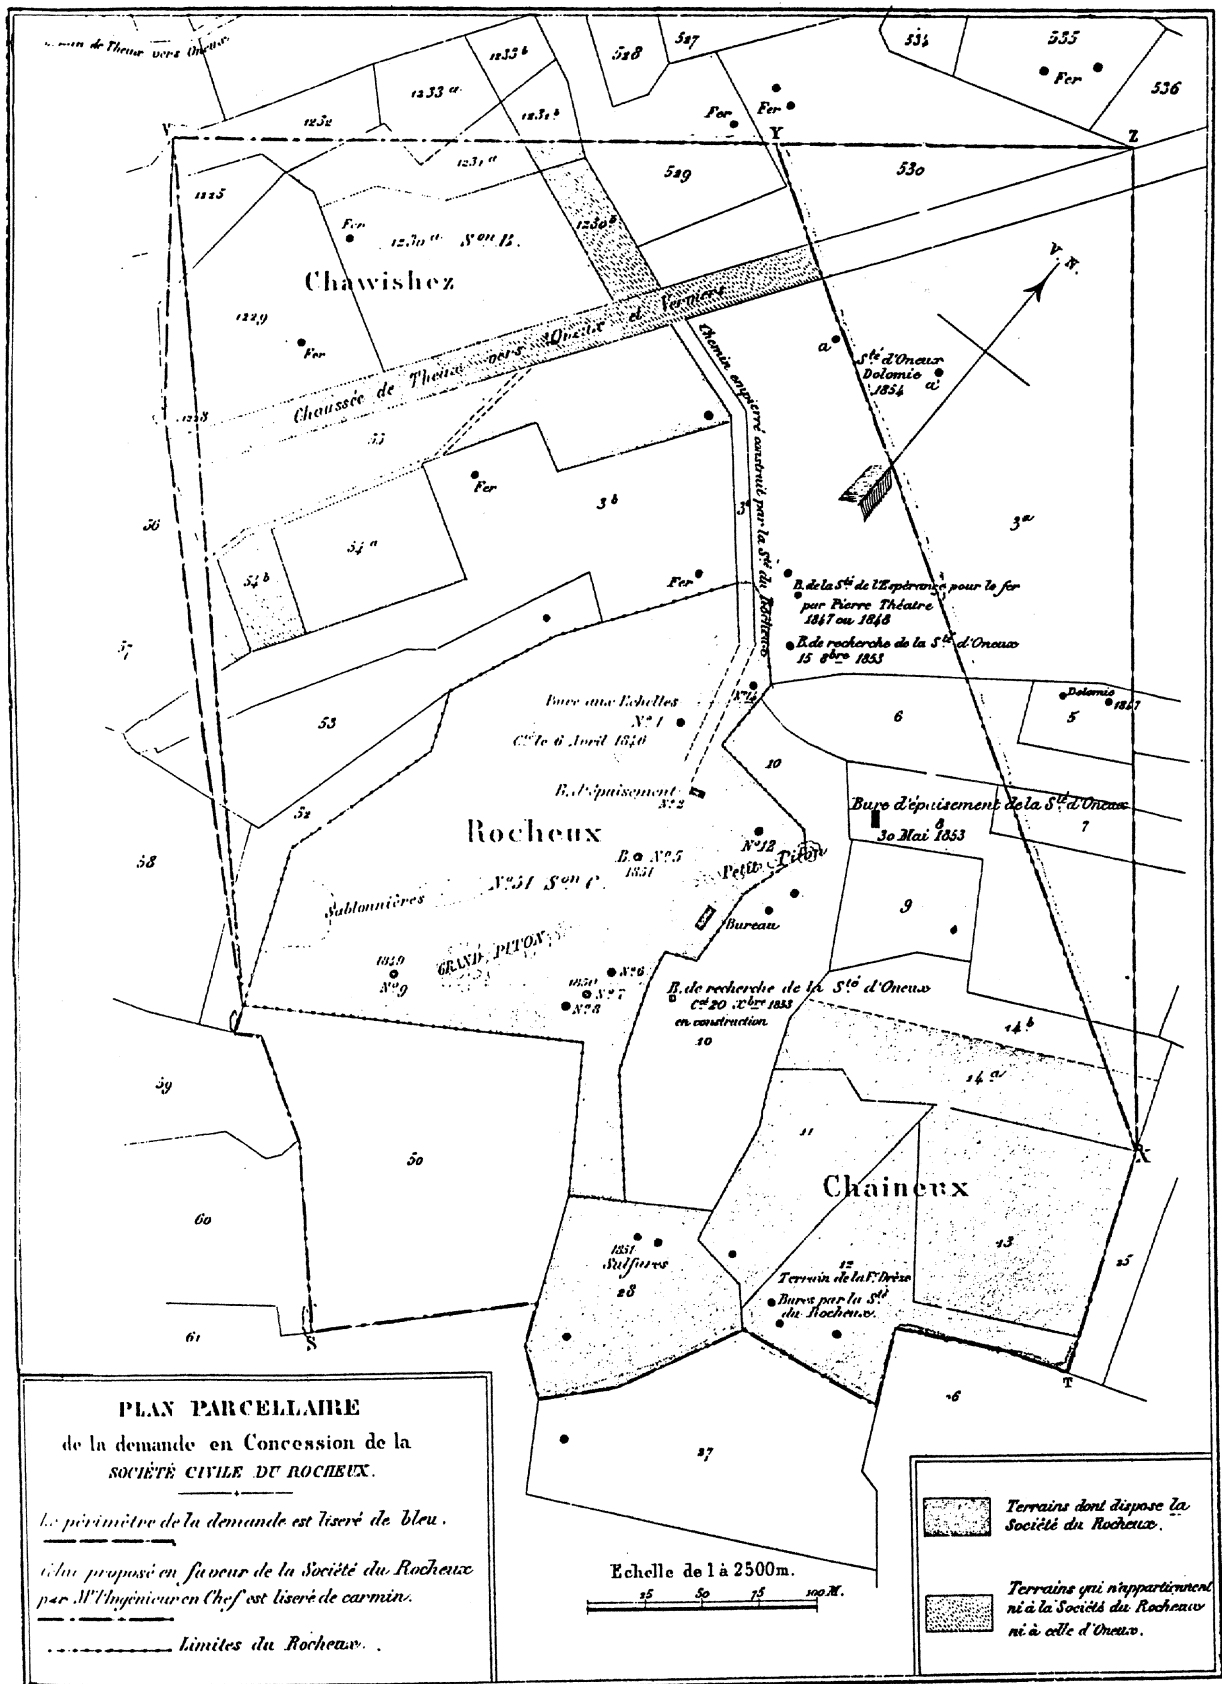 de Theux vers Oneux
1233 b
528
527
534
535
Fer
536
1233 a
1232
1231 b
Fer
Fer
V
Y
Z
1231 a
529
530
1225
Fer
1230 a Son B.
1230 b
V. N.
Chawishez
1229
Fer
Chaussée de Theux vers Oneux et Verviers
Chemin empierré construit par la Sté du Rocheux
a
Sté d'Oneux
Dolomie a'
1854
55
Fer
3 b
3 a
56
54 a
54 b
Fer
B. de la Sté de l'Espérance pour le fer
par Pierre Théatre
1847 ou 1848
57
B. de recherche de la Sté d'Oneux
15 8bre 1853
53
Bure aux Echelles
No 1
Cée le 6 Avril 1846
6
Dolomie
5
1847
10
B. d'épuisement
No 2
52
Rocheux
Bure d'épuisement de la Sté d'Oneux
8
30 Mai 1853
7
58
No 12
B. No 5
1851
Petit Piton
No 51 Son C.
Sablonnières
9
Bureau
GRAND PITON
1849
No 9
No 6
1850
No 7
No 8
B. de recherche de la Sté d'Oneux
Cée 20 Xbre 1853
en construction
10
14 b
C
14 a
59
11
50
X
Chaineux
60
13
1851
Sulfures
28
12
Terrain de la Ve Drèze
Bures par la Sté
du Rocheux.
25
61
S
T
26
27
PLAN PARCELLAIRE
de la demande en Concession de la
SOCIÉTÉ CIVILE DU ROCHEUX.
Le périmètre de la demande est liseré de bleu.
Celui proposé en faveur de la Société du Rocheux
par Mr l'Ingénieur en Chef est liseré de carmin.
Limites du Rocheux.
Echelle de 1 à 2500m.
25 50 75 100 M.
Terrains dont dispose la
Société du Rocheux.
Terrains qui n'appartiennent
ni à la Société du Rocheux
ni à celle d'Oneux.